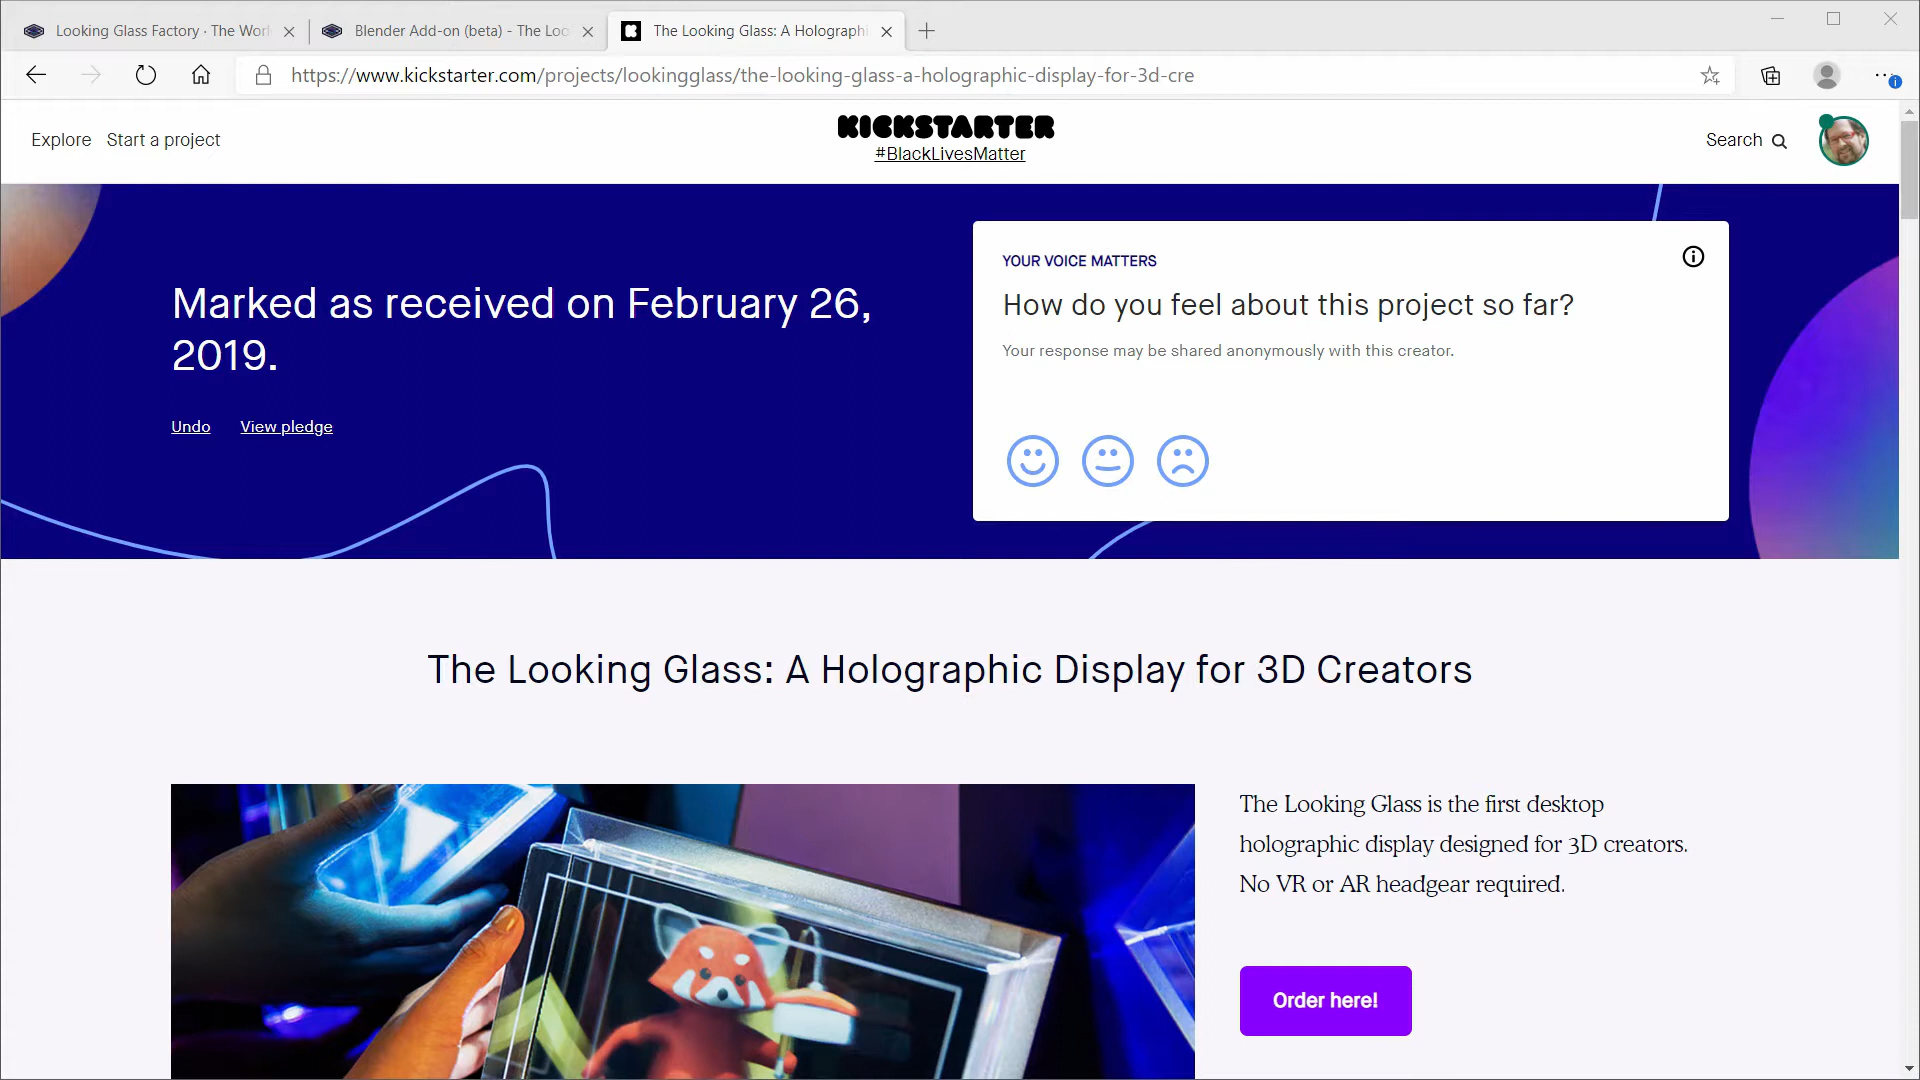 Looking Glass Factory · The Worl
Blender Add-on (beta) - The Loo
The Looking Glass: A Holographi
https://www.kickstarter.com/projects/lookingglass/the-looking-glass-a-holographic-display-for-3d-cre
Explore Start a project
KICKSTARTER
#BlackLivesMatter
Search
Marked as received on February 26,
2019.
Undo View pledge
YOUR VOICE MATTERS
How do you feel about this project so far?
Your response may be shared anonymously with this creator.
The Looking Glass: A Holographic Display for 3D Creators
The Looking Glass is the first desktop
holographic display designed for 3D creators.
No VR or AR headgear required.
Order here!